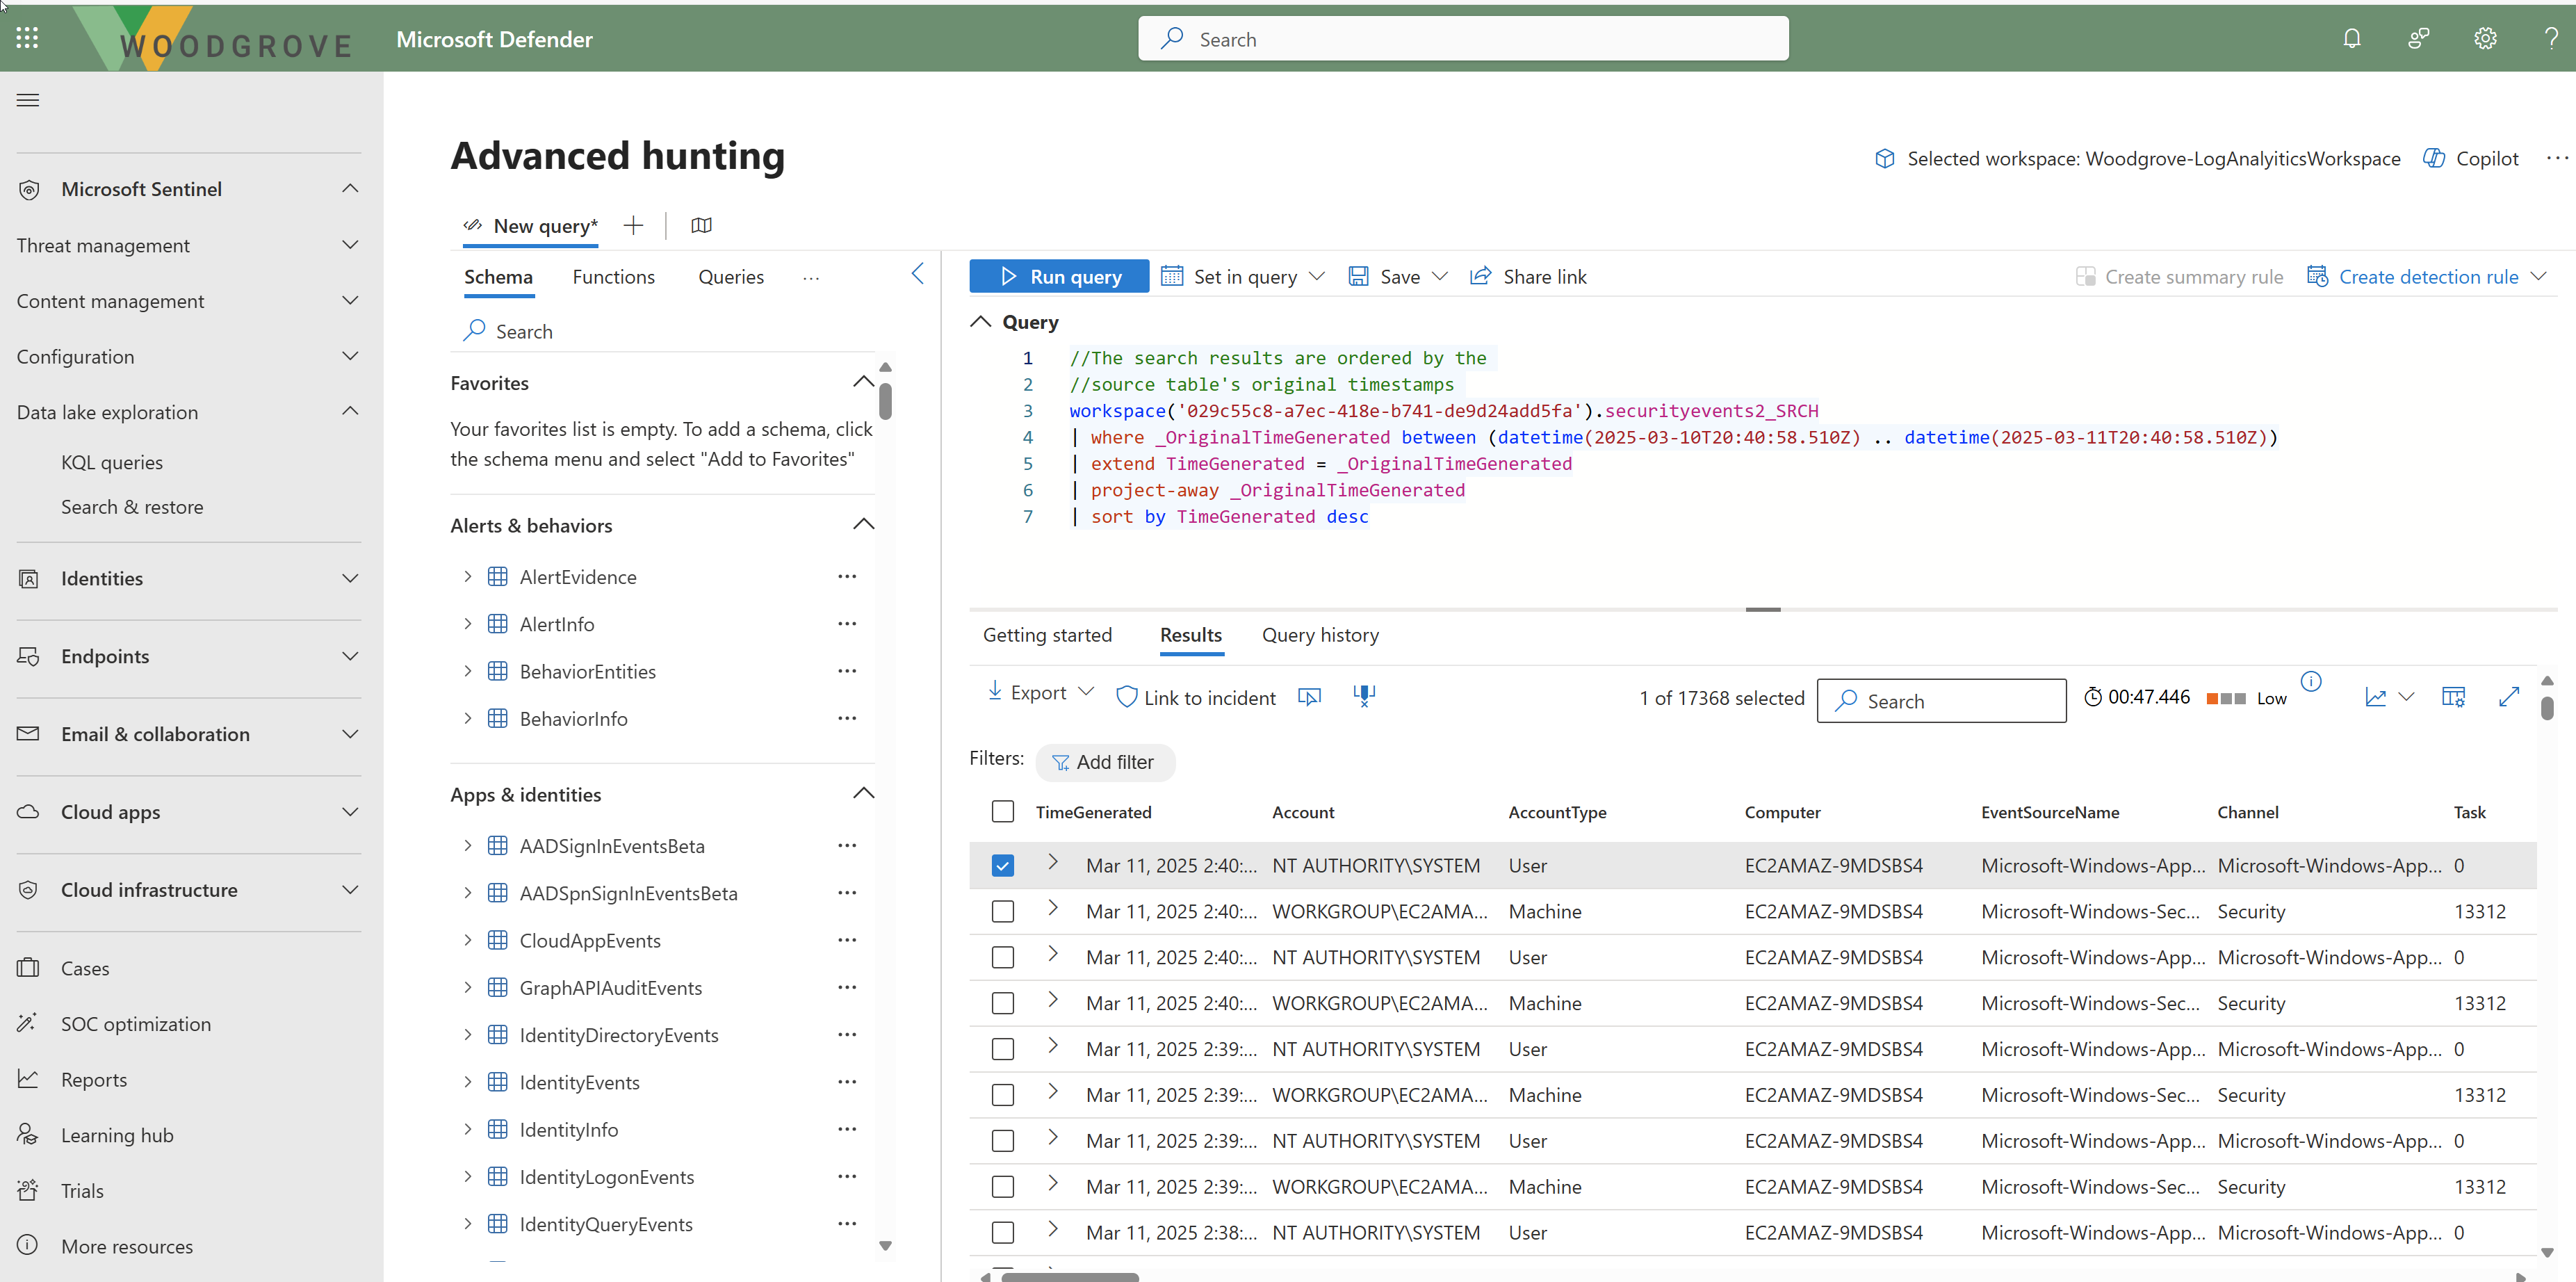 WOODGROVE
Microsoft Defender
Search
Microsoft Sentinel
Threat management
Content management
Configuration
Data lake exploration
KQL queries
Search & restore
Identities
Endpoints
Email & collaboration
Cloud apps
Cloud infrastructure
Cases
SOC optimization
Reports
Learning hub
Trials
More resources
Advanced hunting
Selected workspace: Woodgrove-LogAnalyiticsWorkspace
Copilot
New query*
Schema Functions Queries
Search
Favorites
Your favorites list is empty. To add a schema, click
the schema menu and select "Add to Favorites"
Alerts & behaviors
AlertEvidence
AlertInfo
BehaviorEntities
BehaviorInfo
Apps & identities
AADSignInEventsBeta
AADSpnSignInEventsBeta
CloudAppEvents
GraphAPIAuditEvents
IdentityDirectoryEvents
IdentityEvents
IdentityInfo
IdentityLogonEvents
IdentityQueryEvents
Run query Set in query Save Share link Create summary rule Create detection rule
Query
1 //The search results are ordered by the
2 //source table's original timestamps
3 workspace('029c55c8-a7ec-418e-b741-de9d24add5fa').securityevents2_SRCH
4 | where _OriginalTimeGenerated between (datetime(2025-03-10T20:40:58.510Z) .. datetime(2025-03-11T20:40:58.510Z))
5 | extend TimeGenerated = _OriginalTimeGenerated
6 | project-away _OriginalTimeGenerated
7 | sort by TimeGenerated desc
Getting started Results Query history
Export Link to incident 1 of 17368 selected Search 00:47.446 Low
Filters: Add filter
TimeGenerated Account AccountType Computer EventSourceName Channel Task
Mar 11, 2025 2:40:... NT AUTHORITY\SYSTEM User EC2AMAZ-9MDSBS4 Microsoft-Windows-App... Microsoft-Windows-App... 0
Mar 11, 2025 2:40:... WORKGROUP\EC2AMA... Machine EC2AMAZ-9MDSBS4 Microsoft-Windows-Sec... Security 13312
Mar 11, 2025 2:40:... NT AUTHORITY\SYSTEM User EC2AMAZ-9MDSBS4 Microsoft-Windows-App... Microsoft-Windows-App... 0
Mar 11, 2025 2:40:... WORKGROUP\EC2AMA... Machine EC2AMAZ-9MDSBS4 Microsoft-Windows-Sec... Security 13312
Mar 11, 2025 2:39:... NT AUTHORITY\SYSTEM User EC2AMAZ-9MDSBS4 Microsoft-Windows-App... Microsoft-Windows-App... 0
Mar 11, 2025 2:39:... WORKGROUP\EC2AMA... Machine EC2AMAZ-9MDSBS4 Microsoft-Windows-Sec... Security 13312
Mar 11, 2025 2:39:... NT AUTHORITY\SYSTEM User EC2AMAZ-9MDSBS4 Microsoft-Windows-App... Microsoft-Windows-App... 0
Mar 11, 2025 2:39:... WORKGROUP\EC2AMA... Machine EC2AMAZ-9MDSBS4 Microsoft-Windows-Sec... Security 13312
Mar 11, 2025 2:38:... NT AUTHORITY\SYSTEM User EC2AMAZ-9MDSBS4 Microsoft-Windows-App... Microsoft-Windows-App... 0